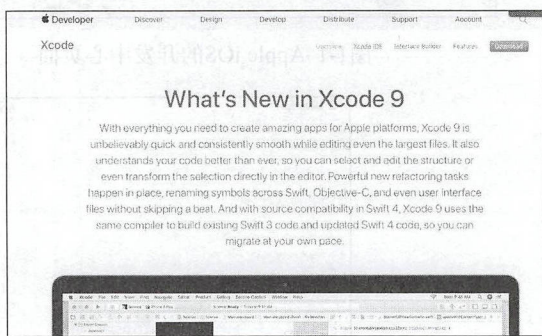 Developer Discover Design Develop Distribute Support Account
Xcode Overview Xcode IDE Interface Builder Features Download
What's New in Xcode 9
With everything you need to create amazing apps for Apple platforms, Xcode 9 is
unbelievably quick and consistently smooth while editing even the largest files. It also
understands your code better than ever, so you can select and edit the structure or
even transform the selection directly in the editor. Powerful new refactoring tasks
happen in place, renaming symbols across Swift, Objective-C, and even user interface
files without skipping a beat. And with source compatibility in Swift 4, Xcode 9 uses the
same compiler to build existing Swift 3 code and updated Swift 4 code, so you can
migrate at your own pace.
Xcode File Edit View Find Navigate Editor Product Debug Source Control Window Help